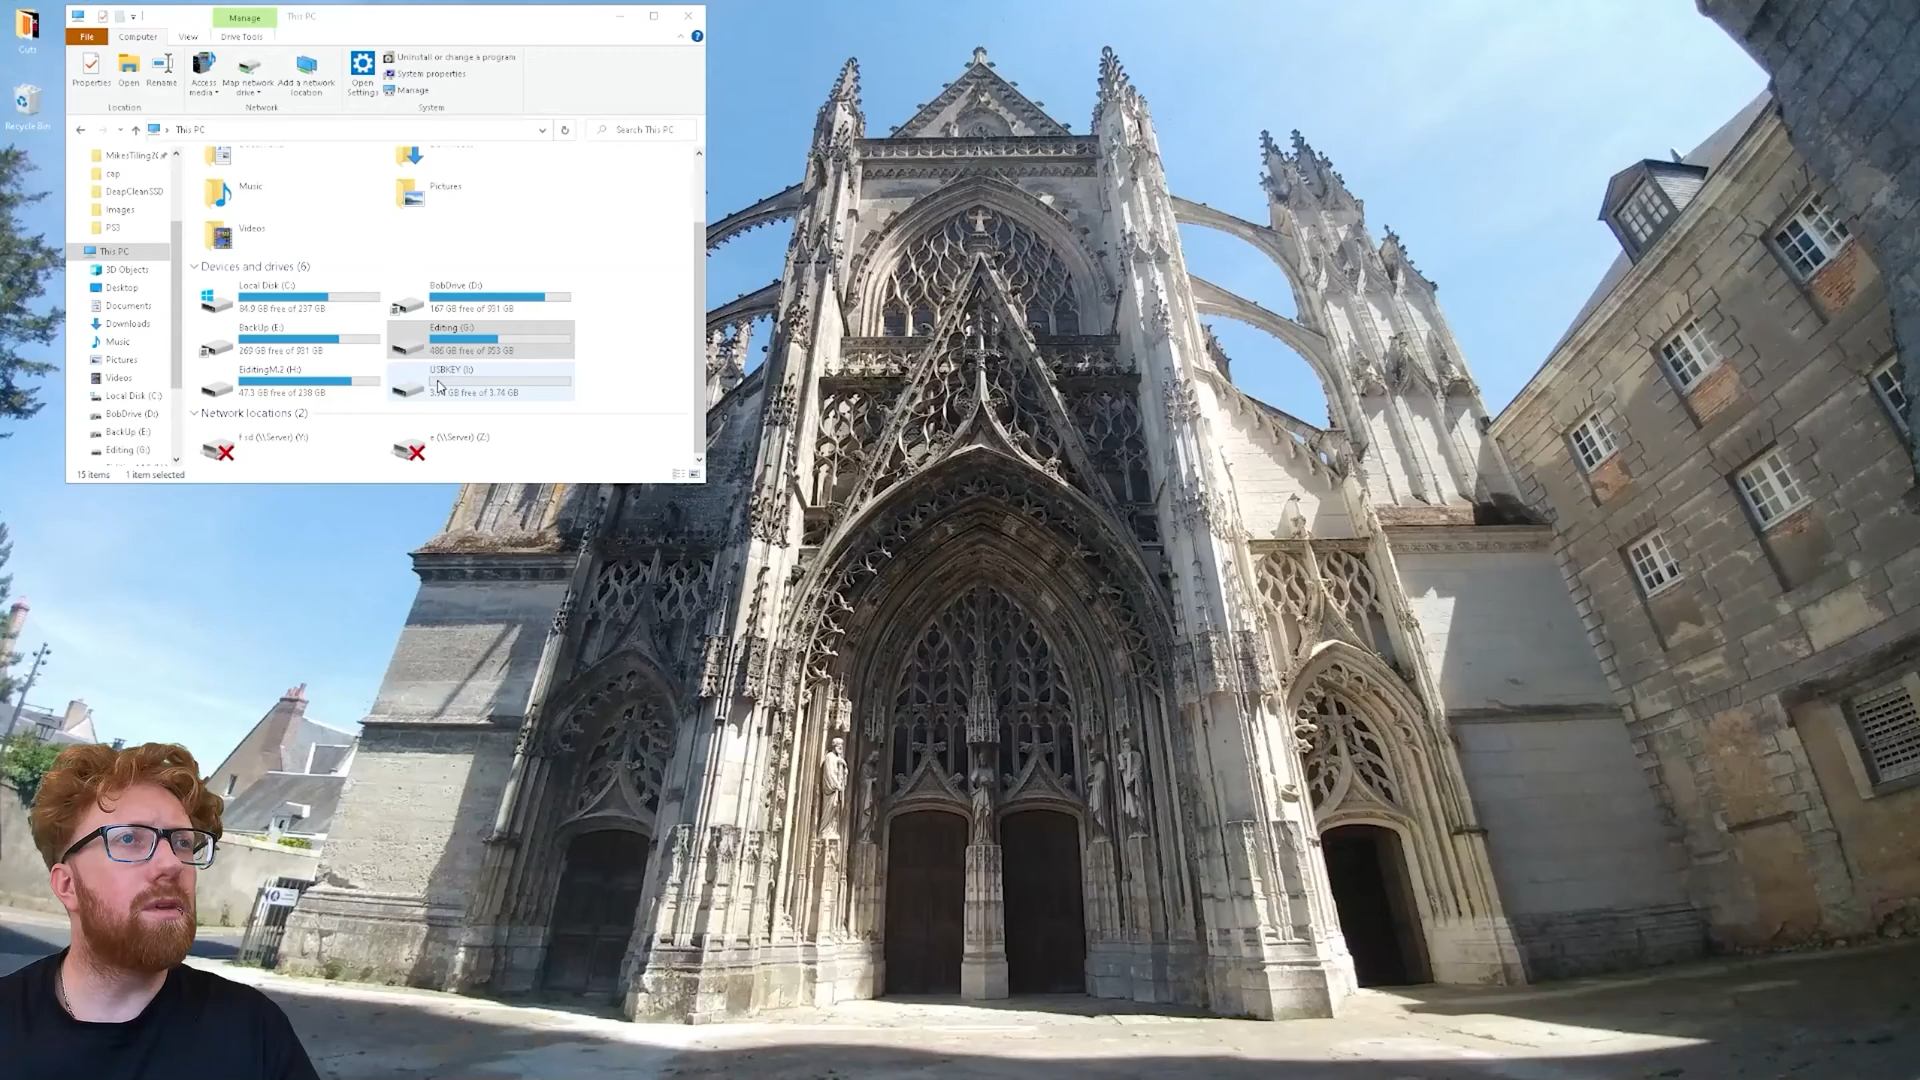 Cuts
Recycle Bin
Manage
This PC
File
Computer
View
Drive Tools
Properties
Open
Rename
Access media
Map network drive
Add a network location
Open Settings
Uninstall or change a program
System properties
Manage
Location
Network
System
This PC
Search This PC
MikesTiling2
cap
DeapCleanSSD
Images
PS3
This PC
3D Objects
Desktop
Documents
Downloads
Music
Pictures
Videos
Local Disk (C:)
BobDrive (D:)
BackUp (E:)
Editing (G:)
Music
Pictures
Videos
Devices and drives (6)
Local Disk (C:)
84.9 GB free of 237 GB
BobDrive (D:)
167 GB free of 931 GB
BackUp (E:)
269 GB free of 931 GB
Editing (G:)
486 GB free of 953 GB
EiditingM.2 (H:)
47.3 GB free of 238 GB
USBKEY (I:)
GB free of 3.74 GB
Network locations (2)
f sd (\\Server) (Y:)
e (\\Server) (Z:)
15 items
1 item selected